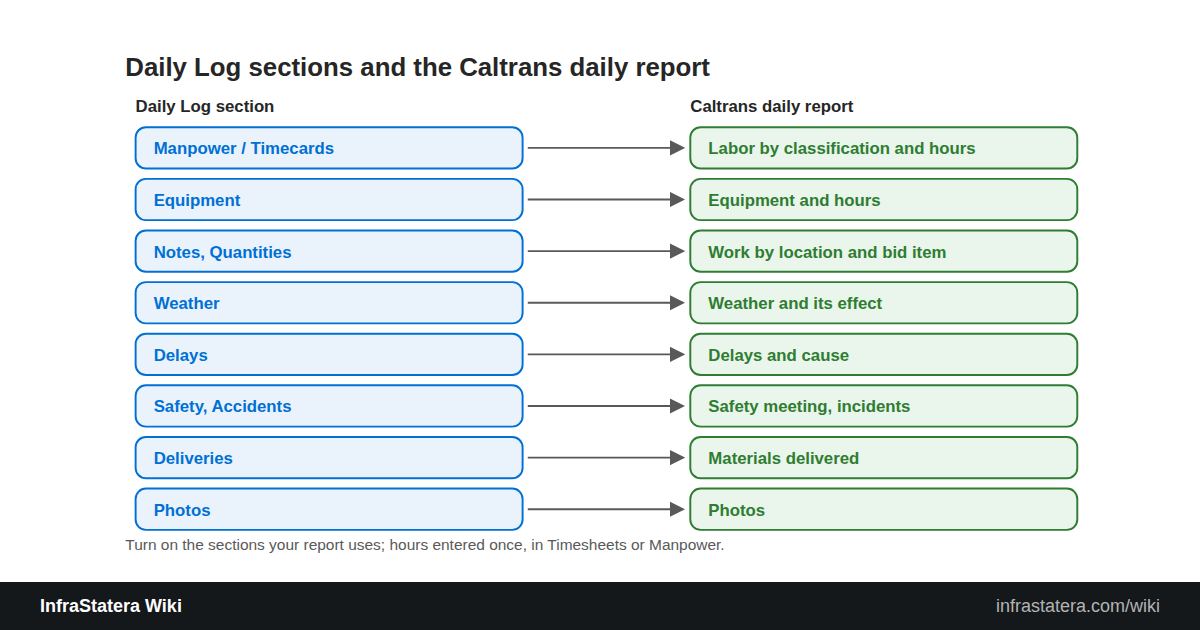 Daily Log sections and the Caltrans daily report
Daily Log section
Caltrans daily report
Manpower / Timecards
Labor by classification and hours
Equipment
Equipment and hours
Notes, Quantities
Work by location and bid item
Weather
Weather and its effect
Delays
Delays and cause
Safety, Accidents
Safety meeting, incidents
Deliveries
Materials delivered
Photos
Photos
Turn on the sections your report uses; hours entered once, in Timesheets or Manpower.
InfraStatera Wiki
infrastatera.com/wiki